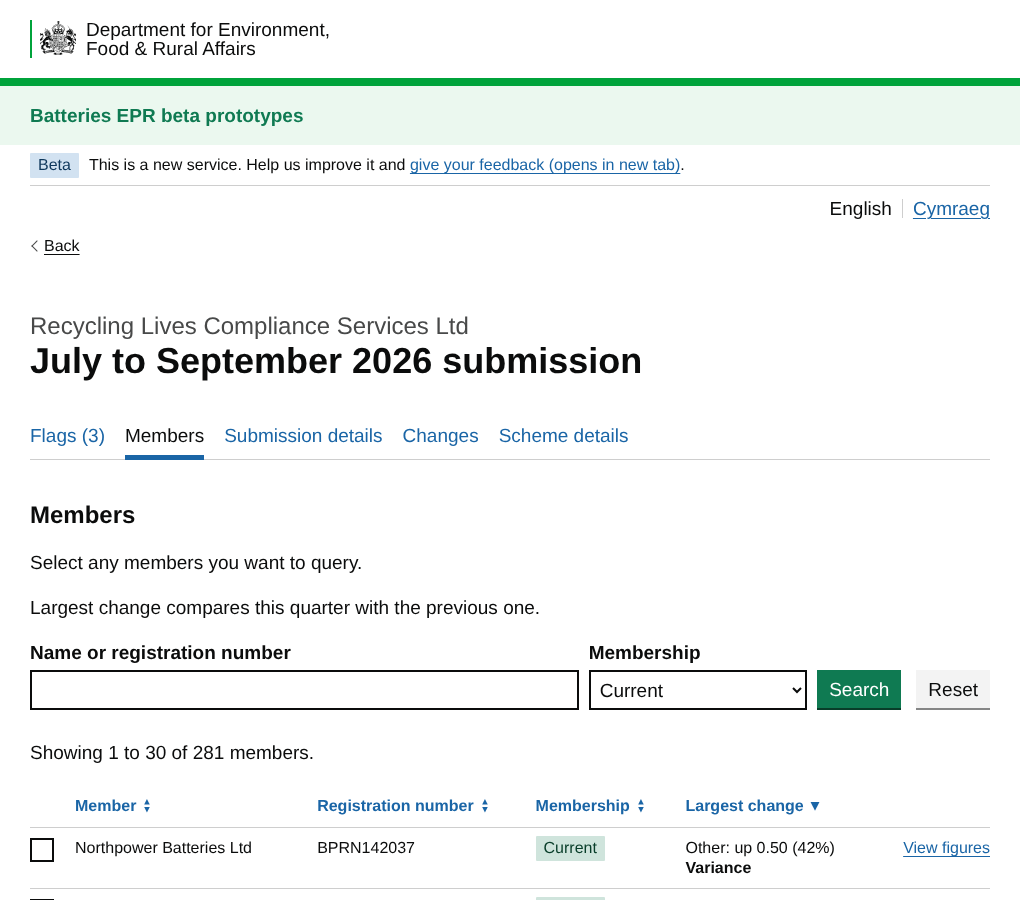 Department for Environment,
Food & Rural Affairs
Batteries EPR beta prototypes
Beta This is a new service. Help us improve it and give your feedback (opens in new tab).
English Cymraeg
Back
Recycling Lives Compliance Services Ltd
July to September 2026 submission
Flags (3) Members Submission details Changes Scheme details
Members
Select any members you want to query.
Largest change compares this quarter with the previous one.
Name or registration number Membership
Current Search Reset
Showing 1 to 30 of 281 members.
Member Registration number Membership Largest change ▼
Northpower Batteries Ltd BPRN142037 Current Other: up 0.50 (42%) View figures
Variance